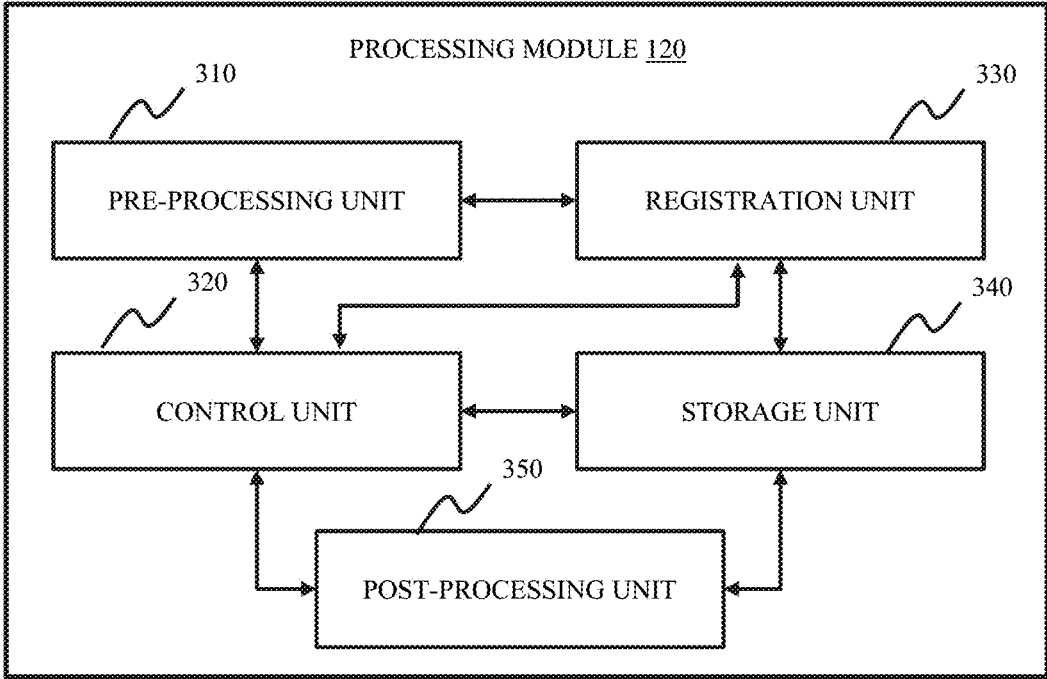 PROCESSING MODULE 120
310
330
PRE-PROCESSING UNIT
REGISTRATION UNIT
320
340
CONTROL UNIT
STORAGE UNIT
350
POST-PROCESSING UNIT